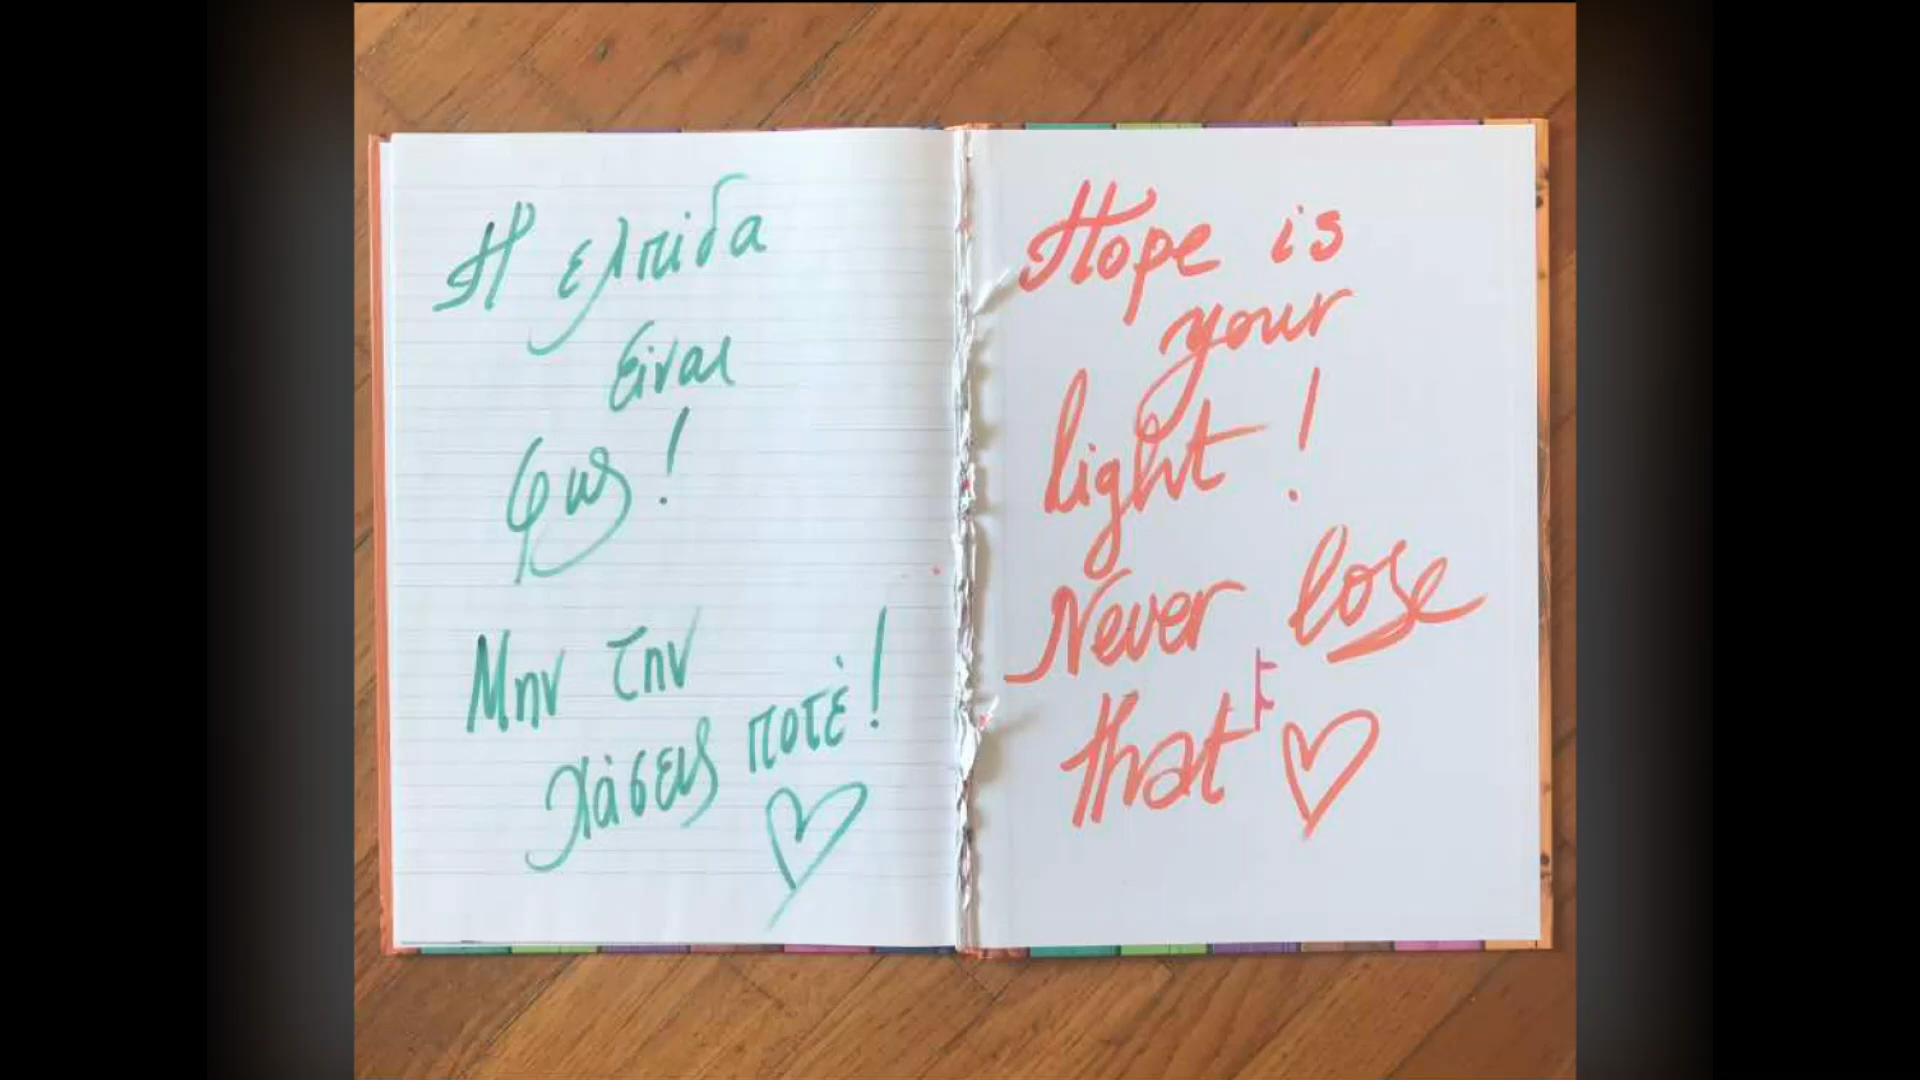 Η ελπίδα
είναι
φως!
Μην την
χάσεις ποτέ!
Hope is
your
light!
Never lose
that